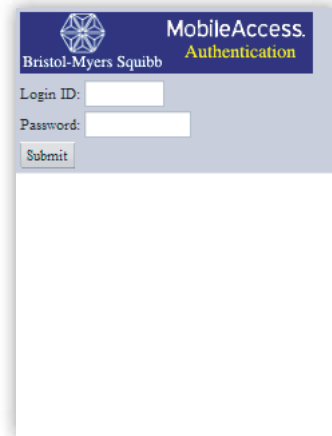 MobileAccess.
Bristol-Myers Squibb
Authentication
Login ID:
Password:
Submit